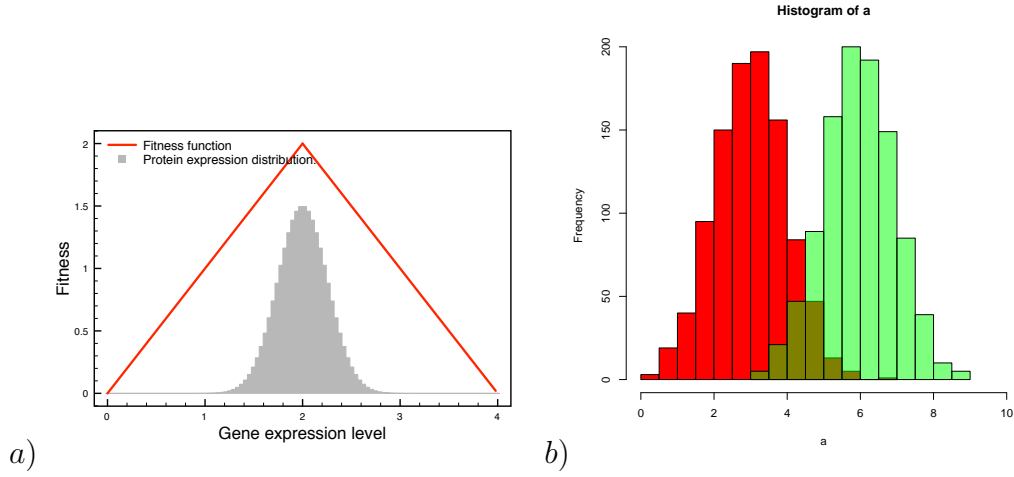 Fitness function
Protein expression distribution.
Fitness
2
1.5
1
0.5
0
0 1 2 3 4
Gene expression level
a)
Histogram of a
Frequency
200
150
100
50
0
0 2 4 6 8 10
a
b)